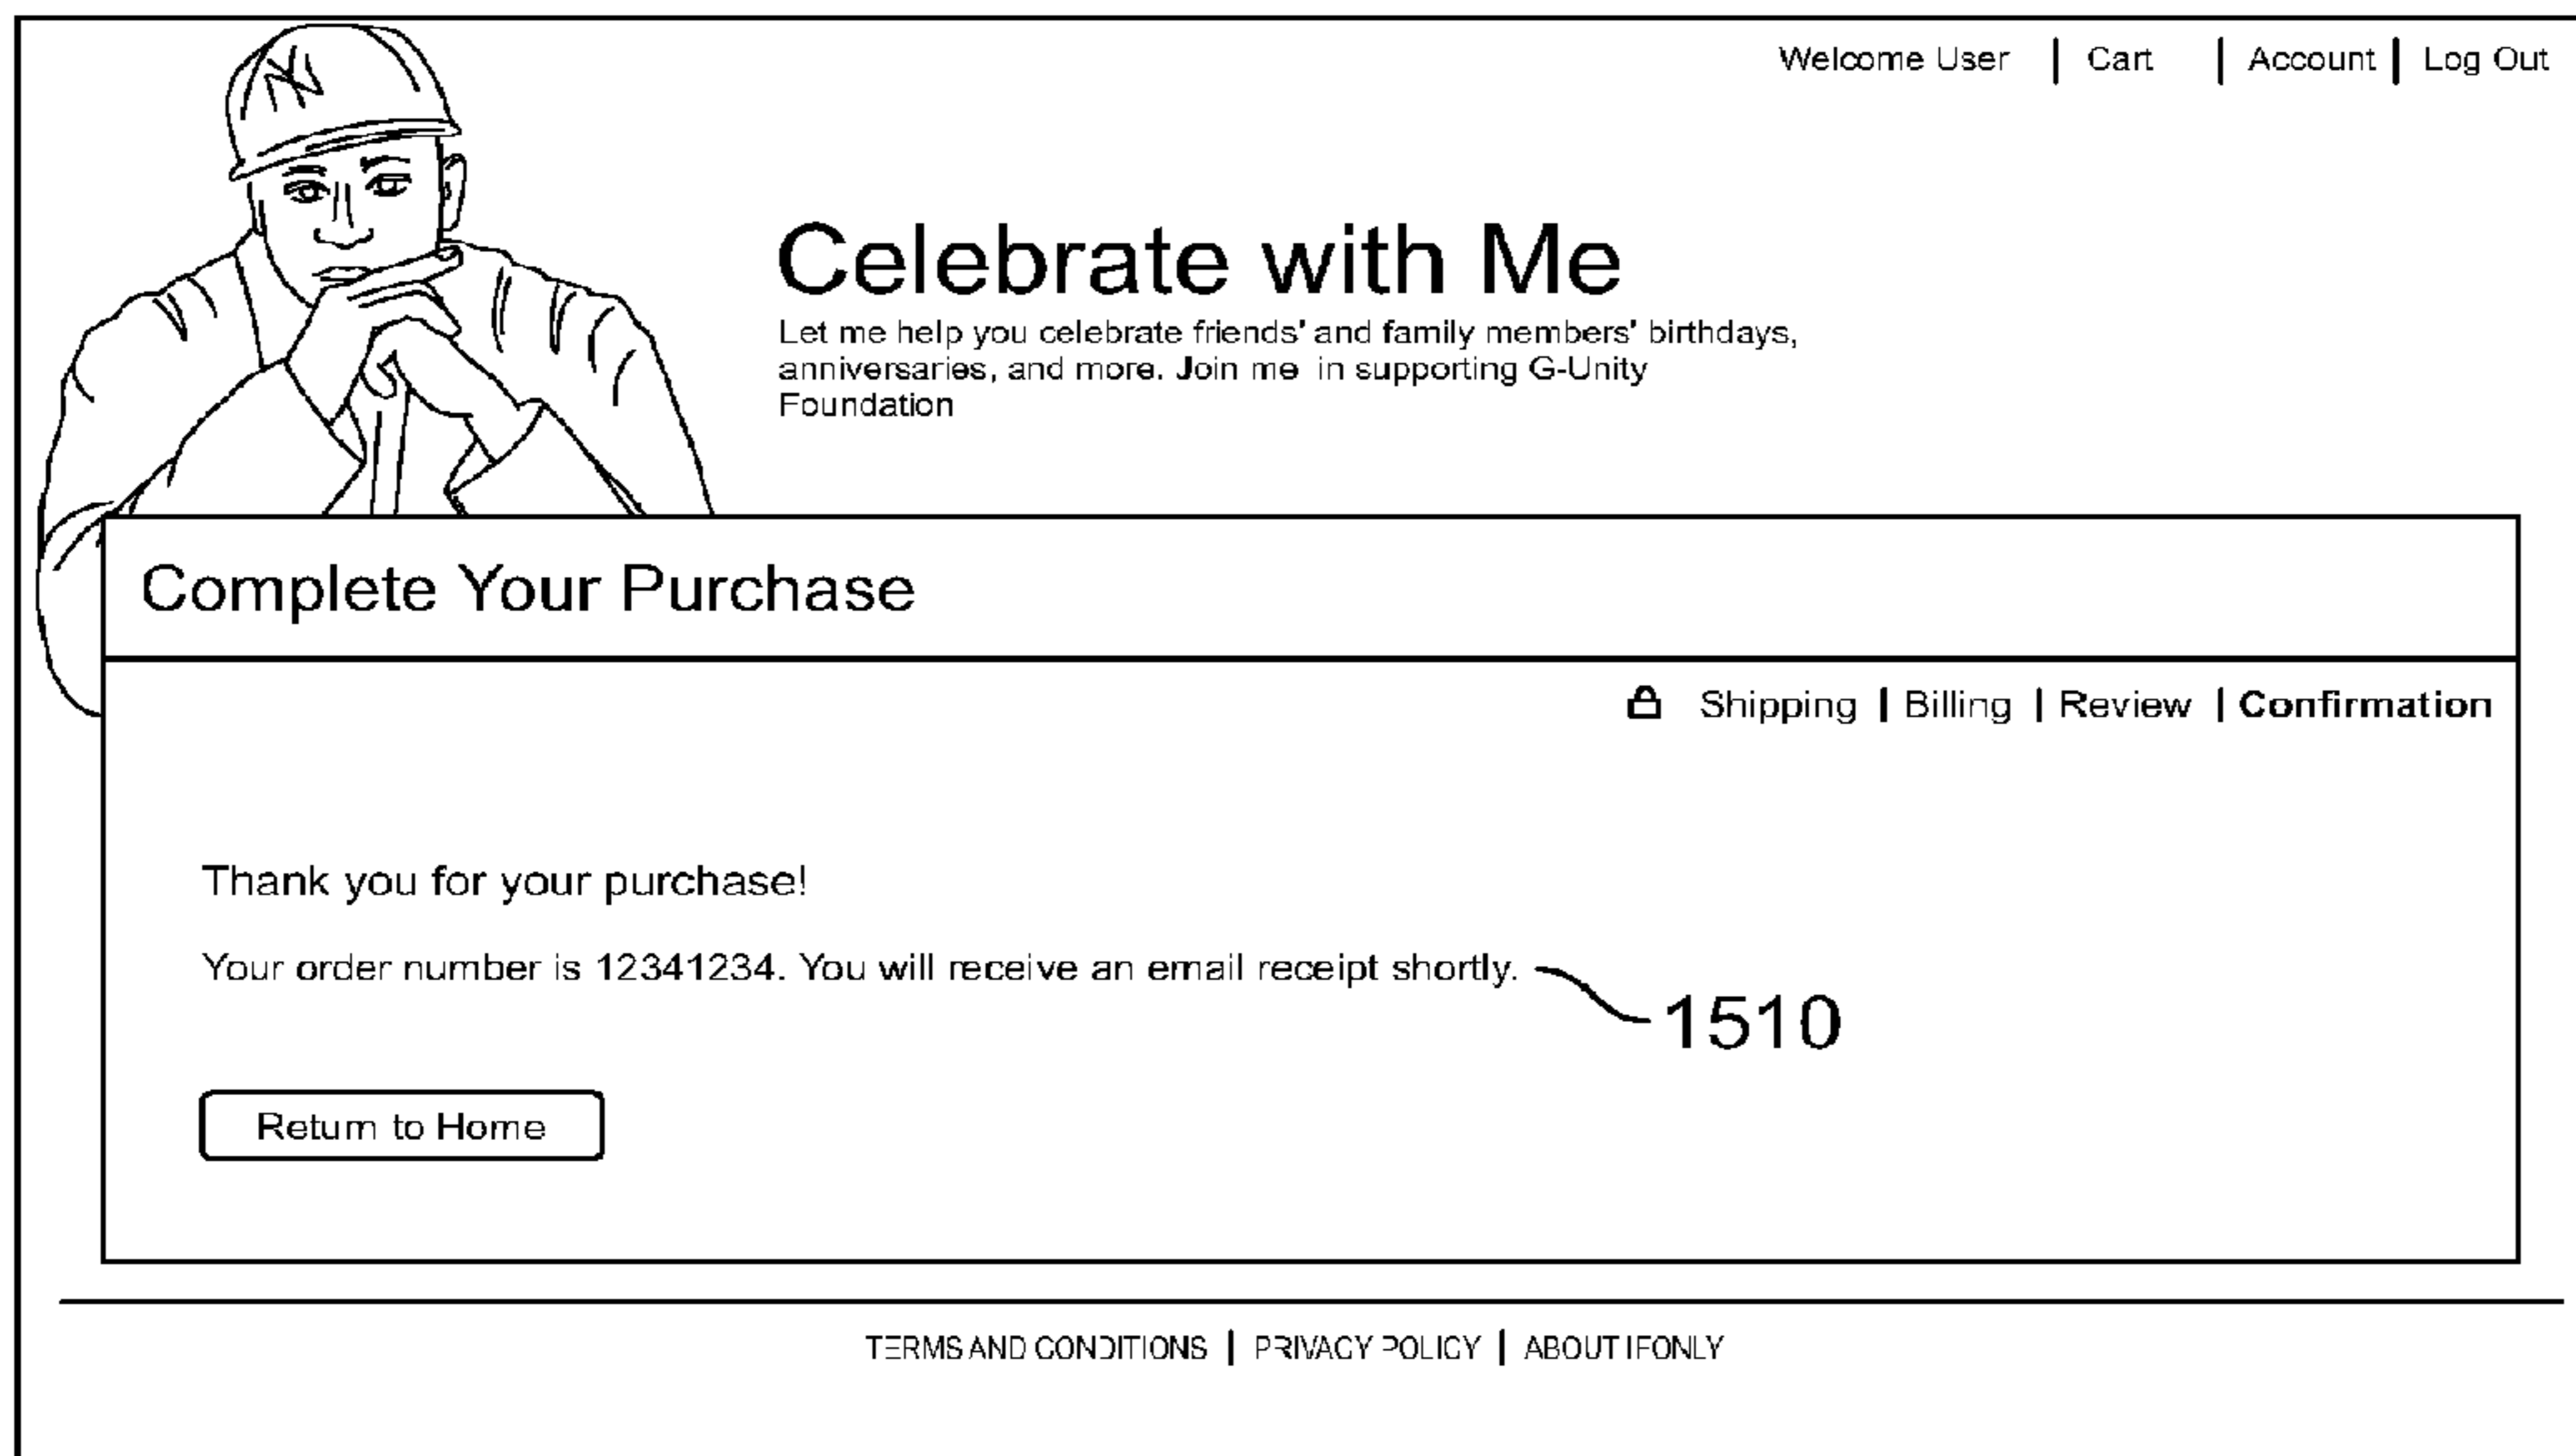 Welcome User | Cart | Account | Log Out
NY
Celebrate with Me
Let me help you celebrate friends' and family members' birthdays,
anniversaries, and more. Join me in supporting G-Unity
Foundation
Complete Your Purchase
Shipping | Billing | Review | Confirmation
Thank you for your purchase!
Your order number is 12341234. You will receive an email receipt shortly.
1510
Return to Home
TERMS AND CONDITIONS | PRIVACY POLICY | ABOUT IFONLY